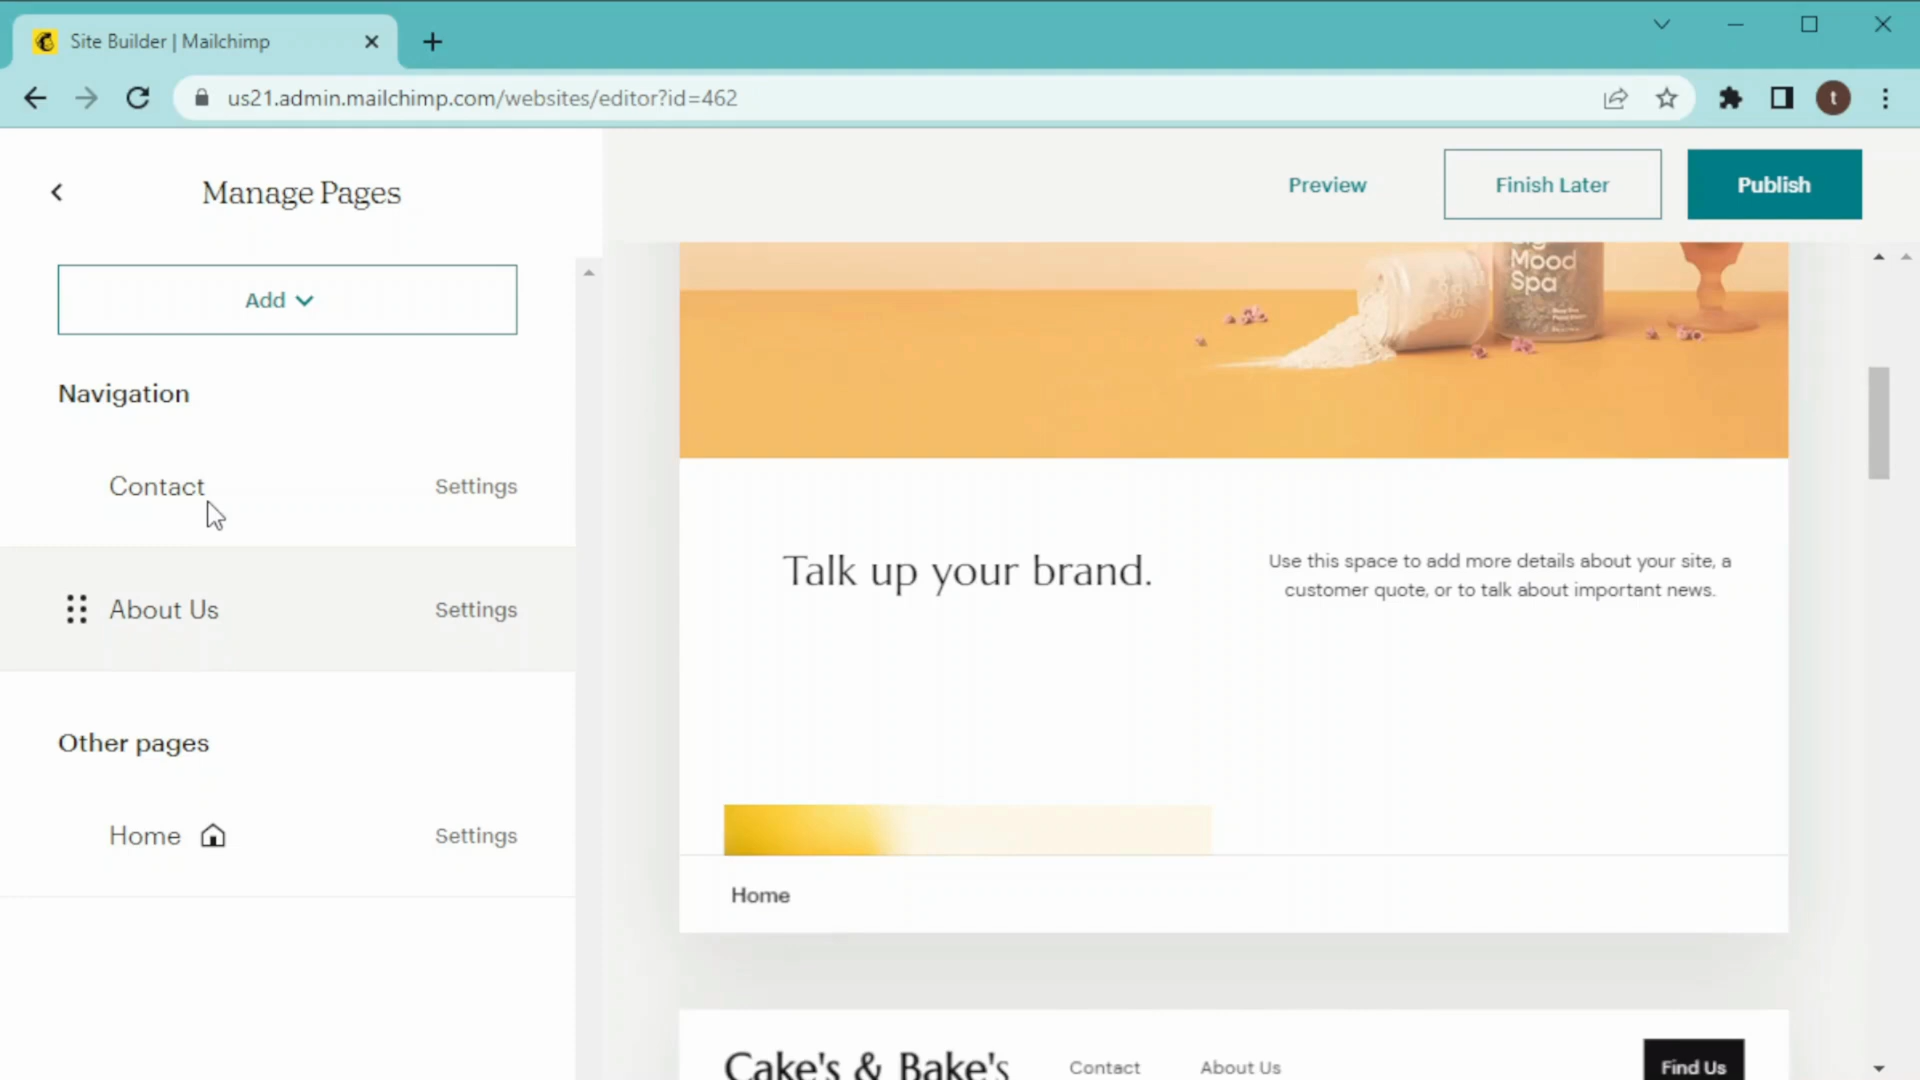 Site Builder | Mailchimp
us21.admin.mailchimp.com/websites/editor?id=462
t
Manage Pages
Preview
Finish Later
Publish
Add
Navigation
Contact
Settings
About Us
Settings
Other pages
Home
Settings
Mood
Spa
Talk up your brand.
Use this space to add more details about your site, a
customer quote, or to talk about important news.
Home
Cake's & Bake's
Contact
About Us
Find Us